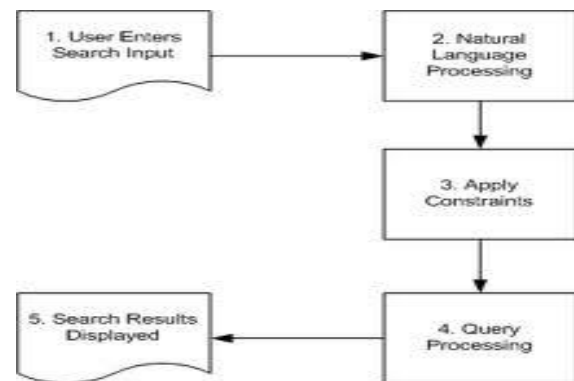 1. User Enters
Search Input
2. Natural
Language
Processing
3. Apply
Constraints
4. Query
Processing
5. Search Results
Displayed